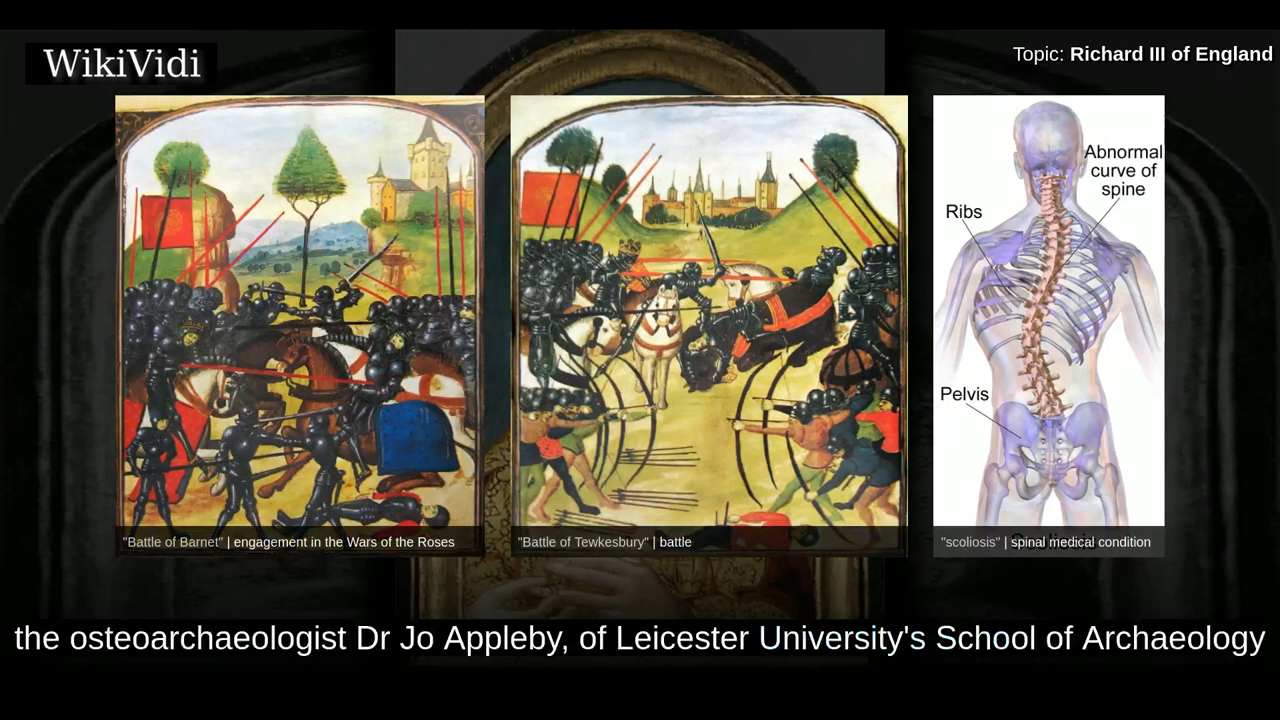 WikiVidi
Topic: Richard III of England
Abnormal
curve of
spine
Ribs
Pelvis
"Battle of Barnet" | engagement in the Wars of the Roses
"Battle of Tewkesbury" | battle
"scoliosis" | spinal medical condition
the osteoarchaeologist Dr Jo Appleby, of Leicester University's School of Archaeology